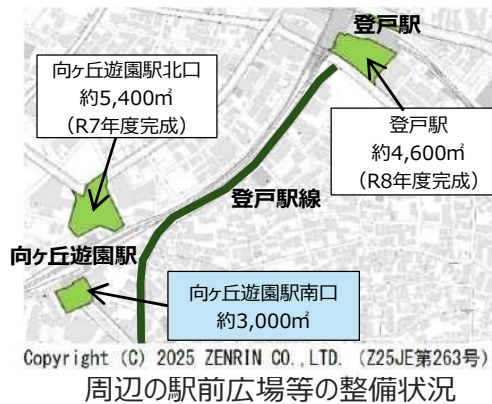 登戸駅
向ヶ丘遊園駅北口
約5,400㎡
（R7年度完成）
登戸駅
約4,600㎡
（R8年度完成）
登戸駅線
向ヶ丘遊園駅
向ヶ丘遊園駅南口
約3,000㎡
Copyright (C) 2025 ZENRIN CO.,LTD. (Z25JE第263号)
周辺の駅前広場等の整備状況